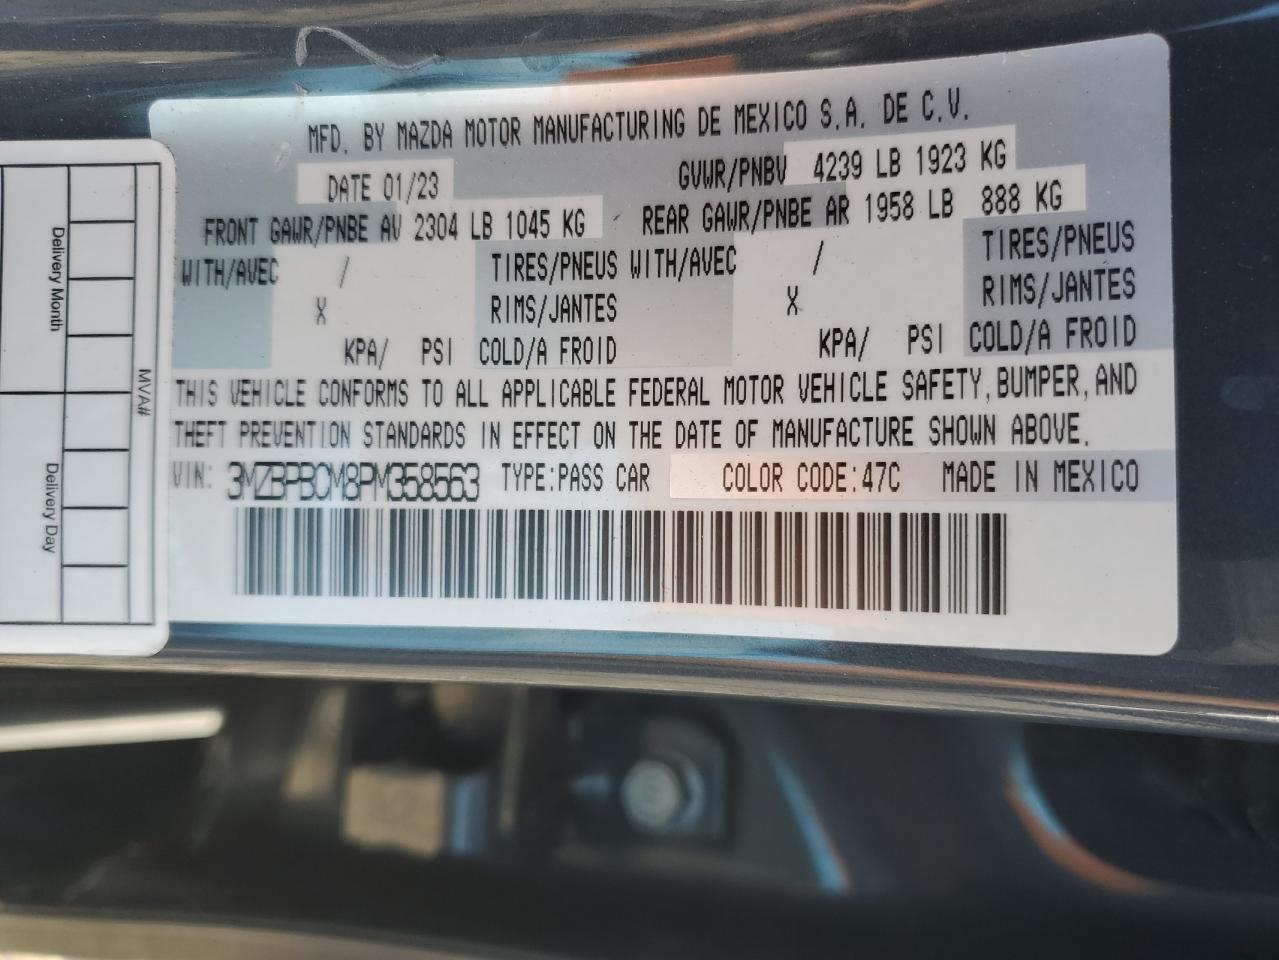 MFD. BY MAZDA MOTOR MANUFACTURING DE MEXICO S.A. DE C.V.
DATE 01/23 GVWR/PNBV 4239 LB 1923 KG
FRONT GAWR/PNBE AV 2304 LB 1045 KG REAR GAWR/PNBE AR 1958 LB 888 KG
WITH/AVEC / TIRES/PNEUS WITH/AVEC / TIRES/PNEUS
X RIMS/JANTES X RIMS/JANTES
KPA/ PSI COLD/A FROID KPA/ PSI COLD/A FROID
THIS VEHICLE CONFORMS TO ALL APPLICABLE FEDERAL MOTOR VEHICLE SAFETY, BUMPER, AND
THEFT PREVENTION STANDARDS IN EFFECT ON THE DATE OF MANUFACTURE SHOWN ABOVE.
VIN: 3MZBPBCM8PM358563 TYPE:PASS CAR COLOR CODE:47C MADE IN MEXICO
MVA#
Delivery Month
Delivery Day